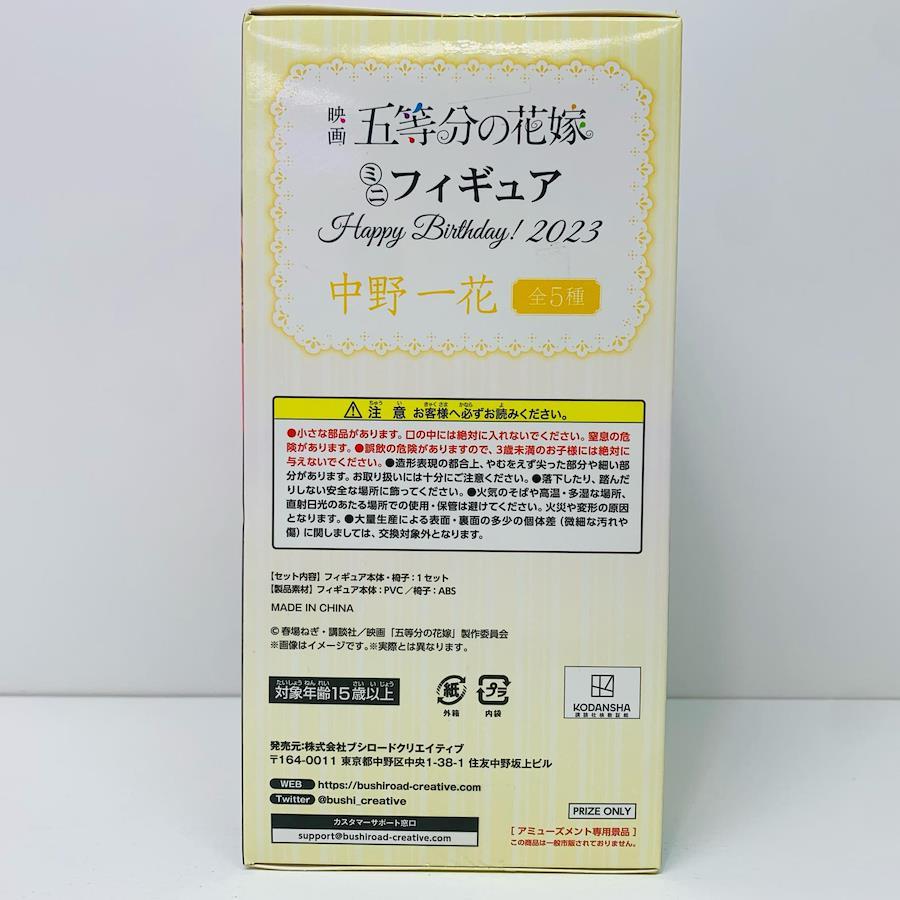 映画 五等分の花嫁
ミニフィギュア
Happy Birthday! 2023
中野 一花 全5種
⚠注意 お客様へ必ずお読みください。
●小さな部品があります。口の中には絶対に入れないでください。窒息の危
険があります。●誤飲の危険がありますので、3歳未満のお子様には絶対に
与えないでください。●造形表現の都合上、やむをえず尖った部分や細い部
分があります。お取り扱いには十分にご注意ください。●落下したり、踏んだ
りしない安全な場所に飾ってください。●火気のそばや高温・多湿な場所、
直射日光のあたる場所での使用・保管は避けてください。火災や変形の原因
となります。●大量生産による表面・裏面の多少の個体差(微細な汚れや
傷)に関しましては、交換対象外となります。
【セット内容】フィギュア本体・椅子:1セット
【製品素材】フィギュア本体:PVC/椅子:ABS
MADE IN CHINA
© 春場ねぎ・講談社/映画「五等分の花嫁」製作委員会
※画像はイメージです。※実際とは異なります。
対象年齢15歳以上
紙 外箱
プラ 内袋
KODANSHA
講談社検数証紙
発売元:株式会社ブシロードクリエイティブ
〒164-0011 東京都中野区中央1-38-1 住友中野坂上ビル
WEB https://bushiroad-creative.com/
Twitter @bushi_creative
カスタマーサポート窓口
support@bushiroad-creative.com
PRIZE ONLY
[アミューズメント専用景品]
この商品は一般市販されておりません。